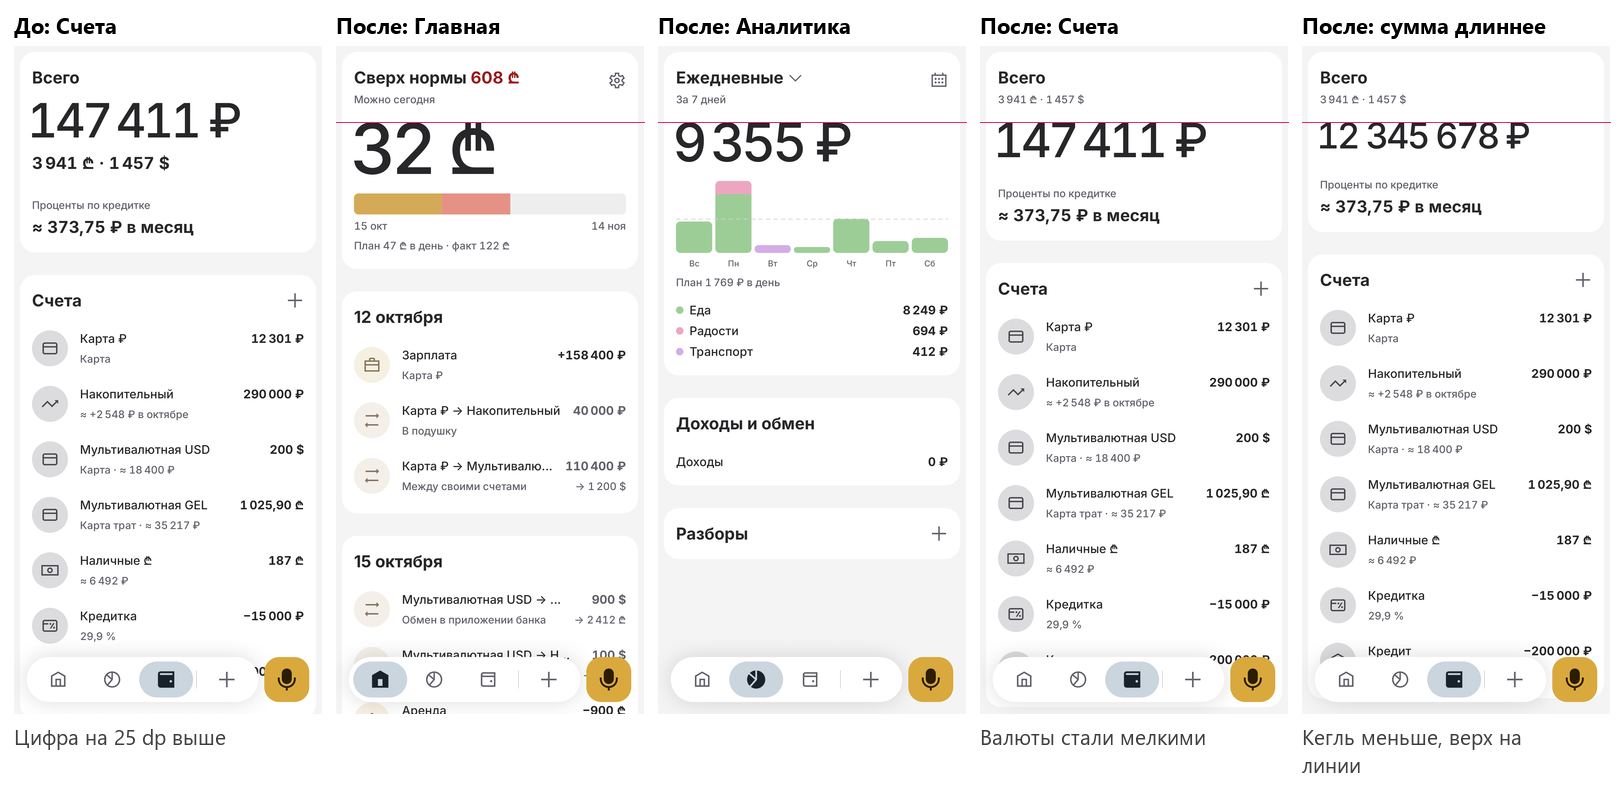 До: Счета
Всего
147 411 ₽
3 941 ₾ · 1 457 $
Проценты по кредитке
≈ 373,75 ₽ в месяц
Счета
Карта ₽
12 301 ₽
Карта
Накопительный
290 000 ₽
≈ +2 548 ₽ в октябре
Мультивалютная USD
200 $
Карта · ≈ 18 400 ₽
Мультивалютная GEL
1 025,90 ₾
Карта трат · ≈ 35 217 ₽
Наличные ₾
187 ₾
≈ 6 492 ₽
Кредитка
−15 000 ₽
29,9 %
Цифра на 25 dp выше
После: Главная
Сверх нормы 608 ₾
Можно сегодня
32 ₾
15 окт
14 ноя
План 47 ₾ в день · факт 122 ₾
12 октября
Зарплата
+158 400 ₽
Карта ₽
Карта ₽ → Накопительный
40 000 ₽
В подушку
Карта ₽ → Мультивалю...
110 400 ₽
Между своими счетами
→ 1 200 $
15 октября
Мультивалютная USD → ...
900 $
Обмен в приложении банка
→ 2 412 ₾
Мультивалютная USD → Н...
100 $
Аренда
−900 ₾
После: Аналитика
Ежедневные
За 7 дней
9 355 ₽
Вс
Пн
Вт
Ср
Чт
Пт
Сб
План 1 769 ₽ в день
Еда
8 249 ₽
Радости
694 ₽
Транспорт
412 ₽
Доходы и обмен
Доходы
0 ₽
Разборы
После: Счета
Всего
3 941 ₾ · 1 457 $
147 411 ₽
Проценты по кредитке
≈ 373,75 ₽ в месяц
Счета
Карта ₽
12 301 ₽
Карта
Накопительный
290 000 ₽
≈ +2 548 ₽ в октябре
Мультивалютная USD
200 $
Карта · ≈ 18 400 ₽
Мультивалютная GEL
1 025,90 ₾
Карта трат · ≈ 35 217 ₽
Наличные ₾
187 ₾
≈ 6 492 ₽
Кредитка
−15 000 ₽
29,9 %
Валюты стали мелкими
После: сумма длиннее
Всего
3 941 ₾ · 1 457 $
12 345 678 ₽
Проценты по кредитке
≈ 373,75 ₽ в месяц
Счета
Карта ₽
12 301 ₽
Карта
Накопительный
290 000 ₽
≈ +2 548 ₽ в октябре
Мультивалютная USD
200 $
Карта · ≈ 18 400 ₽
Мультивалютная GEL
1 025,90 ₾
Карта трат · ≈ 35 217 ₽
Наличные ₾
187 ₾
≈ 6 492 ₽
Кредитка
−15 000 ₽
29,9 %
Кредит
−200 000 ₽
Кегль меньше, верх на
линии